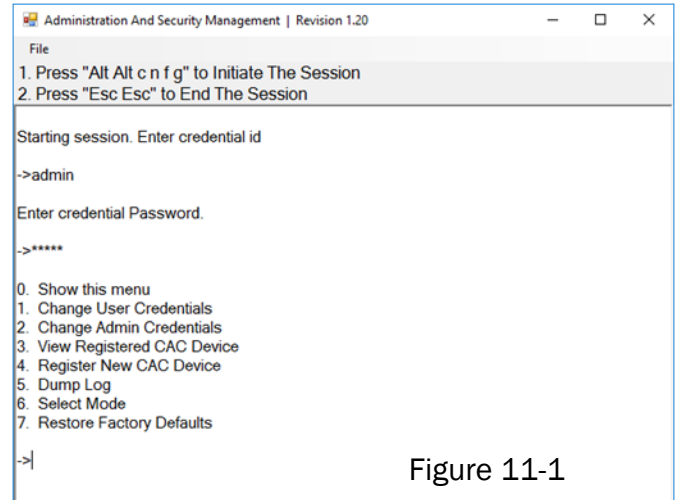 Administration And Security Management | Revision 1.20
File
1. Press "Alt Alt c n f g" to Initiate The Session
2. Press "Esc Esc" to End The Session
Starting session. Enter credential id
->admin
Enter credential Password.
->*****
0. Show this menu
1. Change User Credentials
2. Change Admin Credentials
3. View Registered CAC Device
4. Register New CAC Device
5. Dump Log
6. Select Mode
7. Restore Factory Defaults
->
Figure 11-1